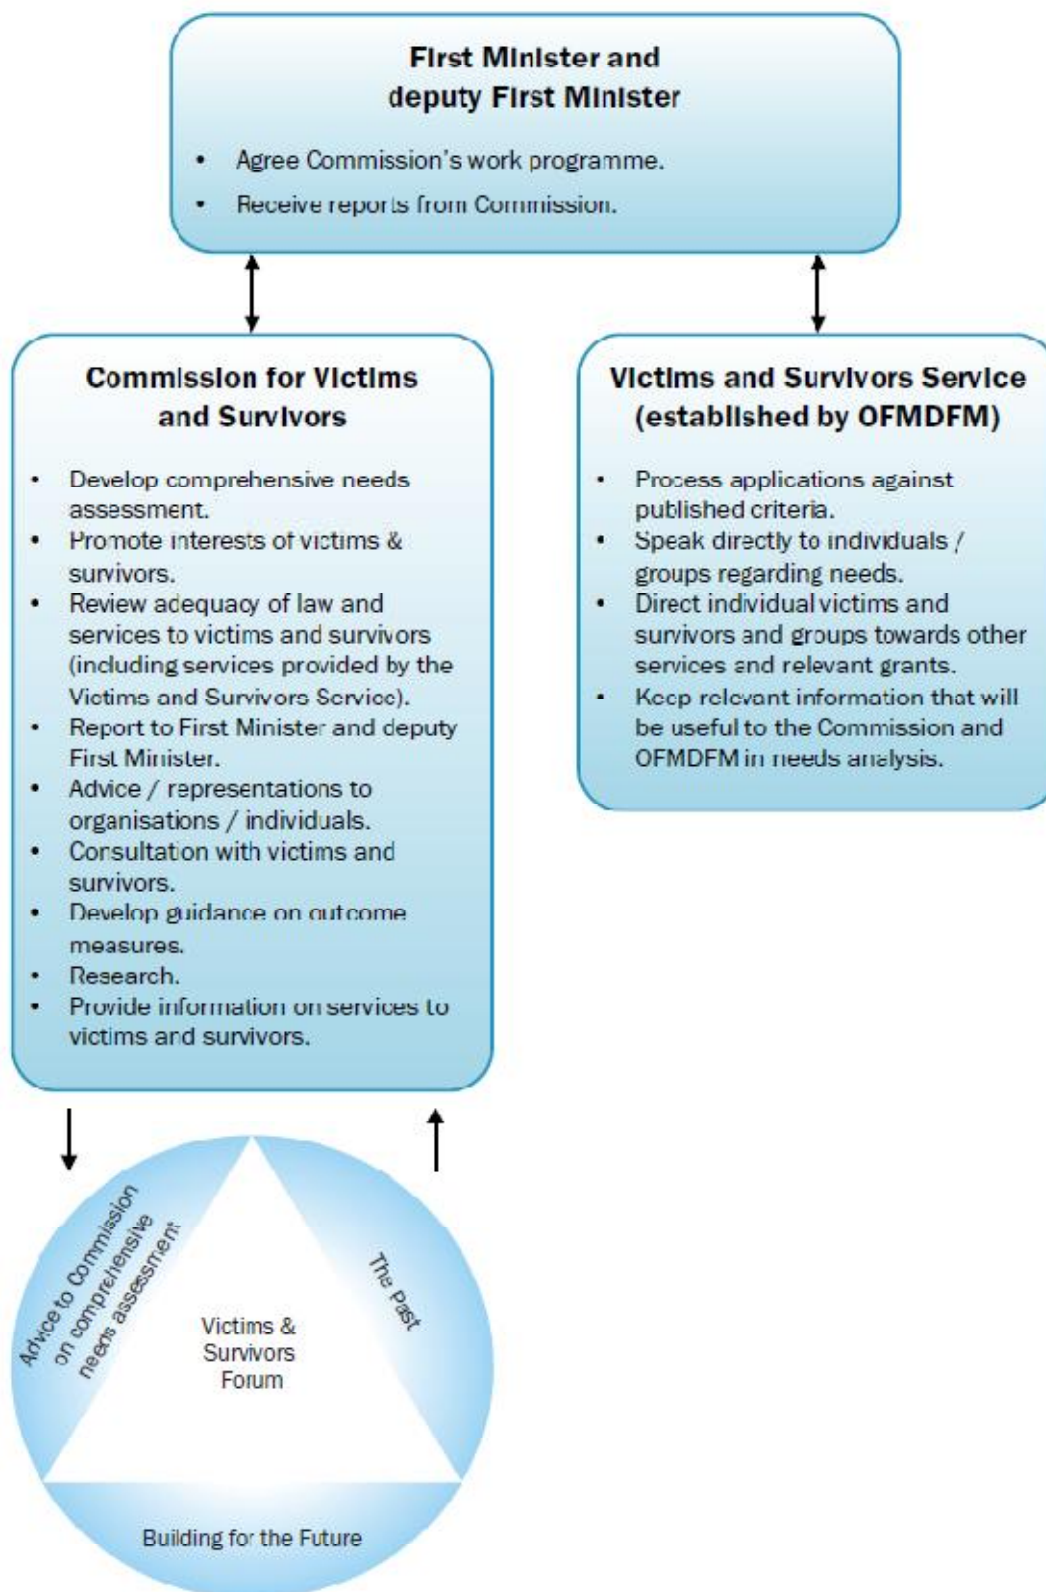 First Minister and
deputy First Minister
• Agree Commission's work programme.
• Receive reports from Commission.
Commission for Victims
and Survivors
• Develop comprehensive needs
assessment.
• Promote interests of victims &
survivors.
• Review adequacy of law and
services to victims and survivors
(including services provided by the
Victims and Survivors Service).
• Report to First Minister and deputy
First Minister.
• Advice / representations to
organisations / individuals.
• Consultation with victims and
survivors.
• Develop guidance on outcome
measures.
• Research.
• Provide information on services to
victims and survivors.
Victims and Survivors Service
(established by OFMDFM)
• Process applications against
published criteria.
• Speak directly to individuals /
groups regarding needs.
• Direct individual victims and
survivors and groups towards other
services and relevant grants.
• Keep relevant information that will
be useful to the Commission and
OFMDFM in needs analysis.
Advice to Commission
on comprehensive
needs assessment
The Past
Victims &
Survivors
Forum
Building for the Future